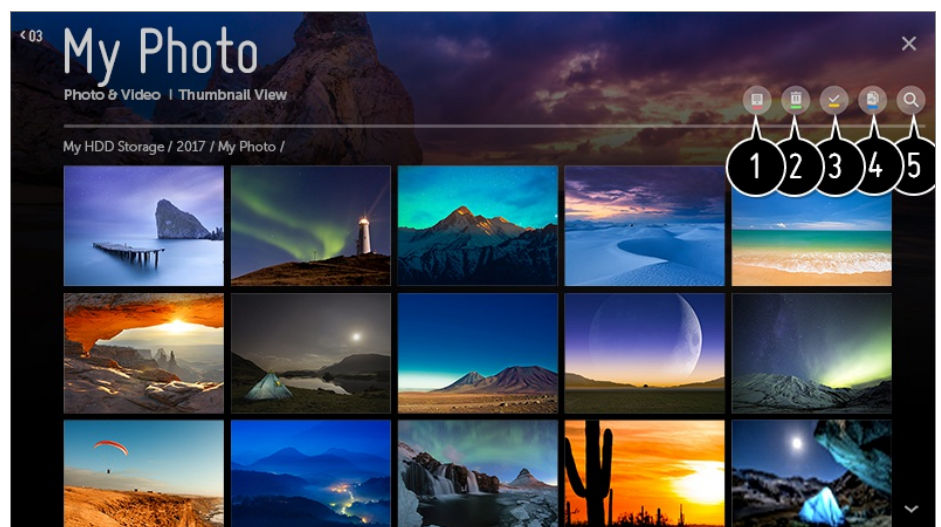 03
My Photo
Photo & Video | Thumbnail View
My HDD Storage / 2017 / My Photo /
1 2 3 4 5